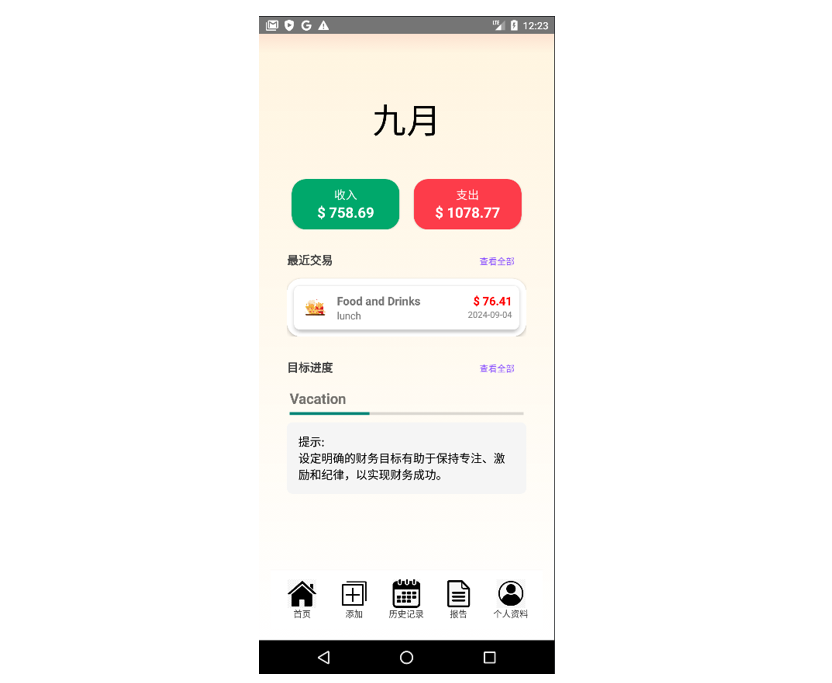 12:23
九月
收入
$ 758.69
支出
$ 1078.77
最近交易
查看全部
Food and Drinks
$ 76.41
lunch
2024-09-04
目标进度
查看全部
Vacation
提示:
设定明确的财务目标有助于保持专注、激
励和纪律，以实现财务成功。
首页
添加
历史记录
报告
个人资料